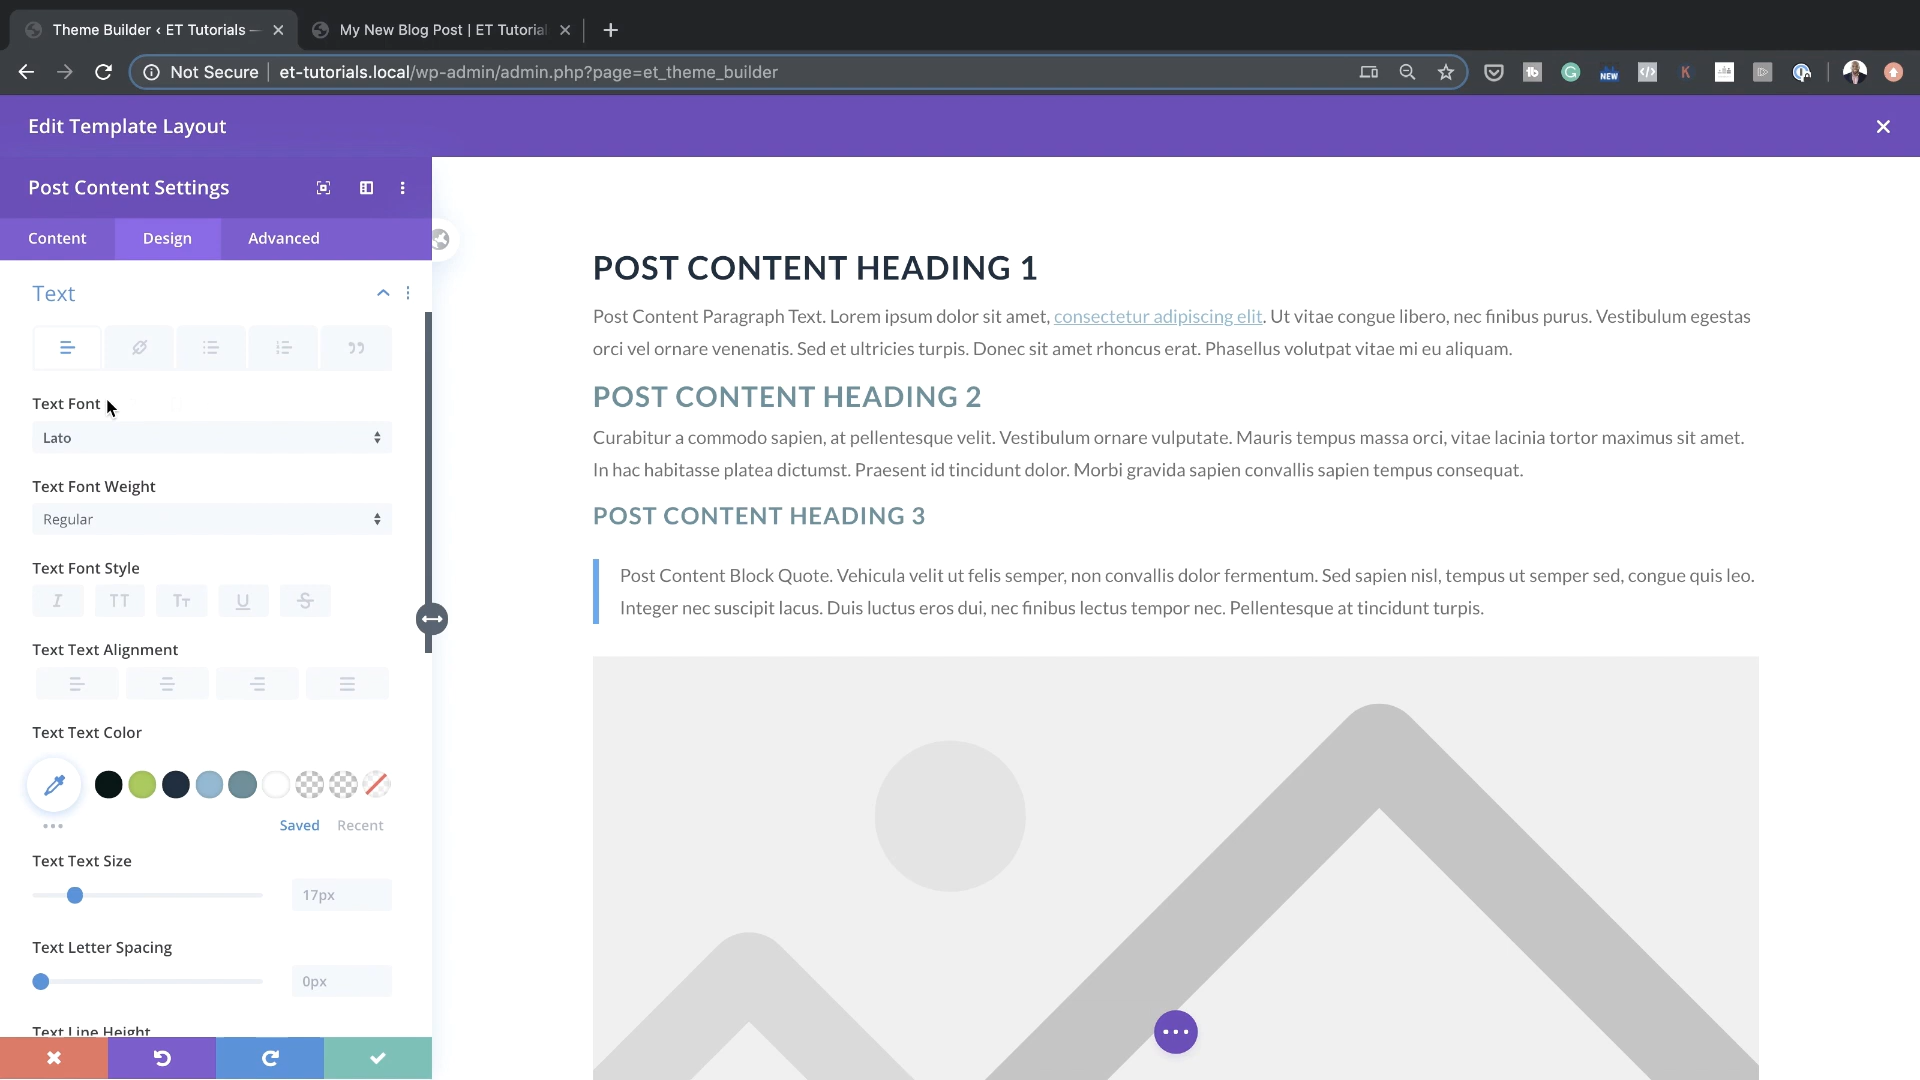 Theme Builder ‹ ET Tutorials —
My New Blog Post | ET Tutorial
Not Secure
et-tutorials.local/wp-admin/admin.php?page=et_theme_builder
NEW
Edit Template Layout
Post Content Settings
Content
Design
Advanced
Text
Text Font
Lato
Text Font Weight
Regular
Text Font Style
I
TT
Tт
U
S
Text Text Alignment
Text Text Color
Saved
Recent
Text Text Size
17px
Text Letter Spacing
0px
Text Line Height
POST CONTENT HEADING 1
Post Content Paragraph Text. Lorem ipsum dolor sit amet, consectetur adipiscing elit. Ut vitae congue libero, nec finibus purus. Vestibulum egestas
orci vel ornare venenatis. Sed et ultricies turpis. Donec sit amet rhoncus erat. Phasellus volutpat vitae mi eu aliquam.
POST CONTENT HEADING 2
Curabitur a commodo sapien, at pellentesque velit. Vestibulum ornare vulputate. Mauris tempus massa orci, vitae lacinia tortor maximus sit amet.
In hac habitasse platea dictumst. Praesent id tincidunt dolor. Morbi gravida sapien convallis sapien tempus consequat.
POST CONTENT HEADING 3
Post Content Block Quote. Vehicula velit ut felis semper, non convallis dolor fermentum. Sed sapien nisl, tempus ut semper sed, congue quis leo.
Integer nec suscipit lacus. Duis luctus eros dui, nec finibus lectus tempor nec. Pellentesque at tincidunt turpis.